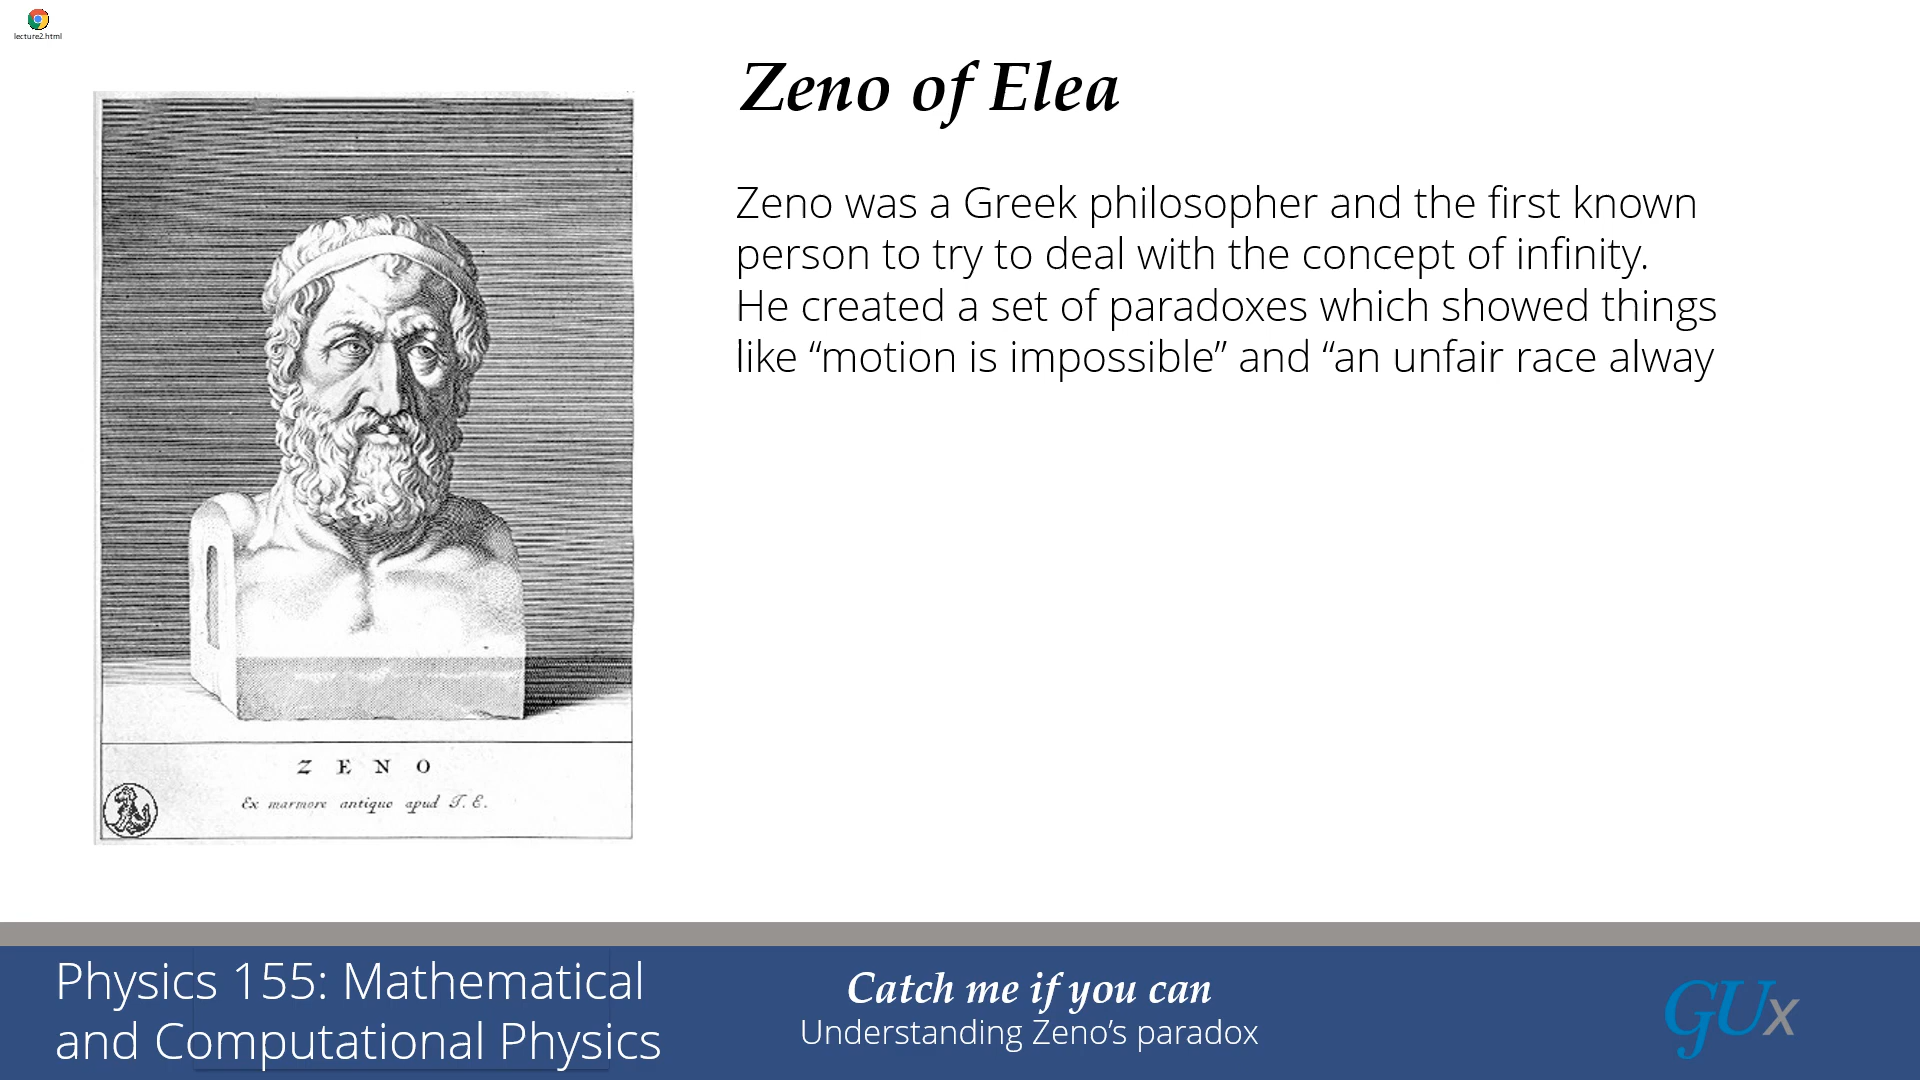 lecture2.html
Zeno of Elea
Zeno was a Greek philosopher and the first known
person to try to deal with the concept of infinity.
He created a set of paradoxes which showed things
like “motion is impossible” and “an unfair race alway
Z E N O
Ex marmore antiquo apud T. E.
Physics 155: Mathematical
and Computational Physics
Catch me if you can
Understanding Zeno’s paradox
GUx